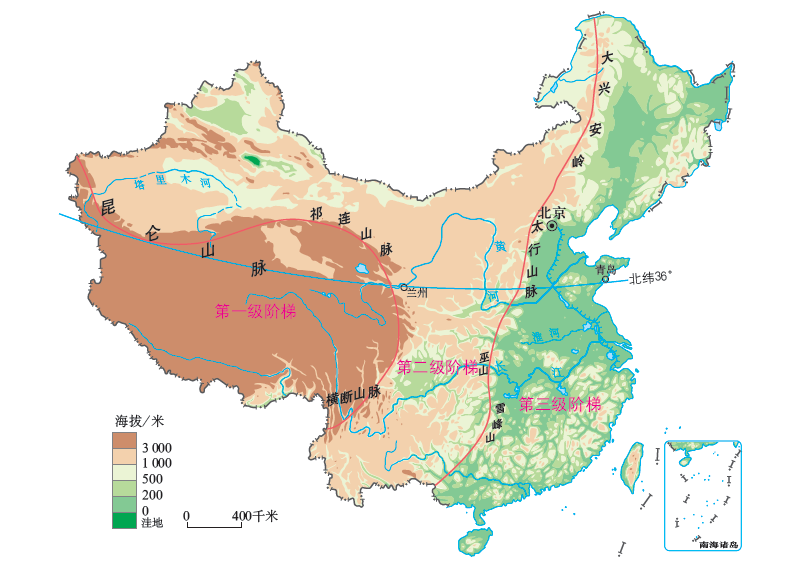 大兴安岭
塔里木河
昆仑山脉
祁连山脉
北京
太行山脉
黄河
青岛
北纬36°
兰州
第一级阶梯
淮河
第二级阶梯
巫山
长江
横断山脉
第三级阶梯
雪峰山
海拔/米
3 000
1 000
500
200
0
洼地
0 400千米
南海诸岛